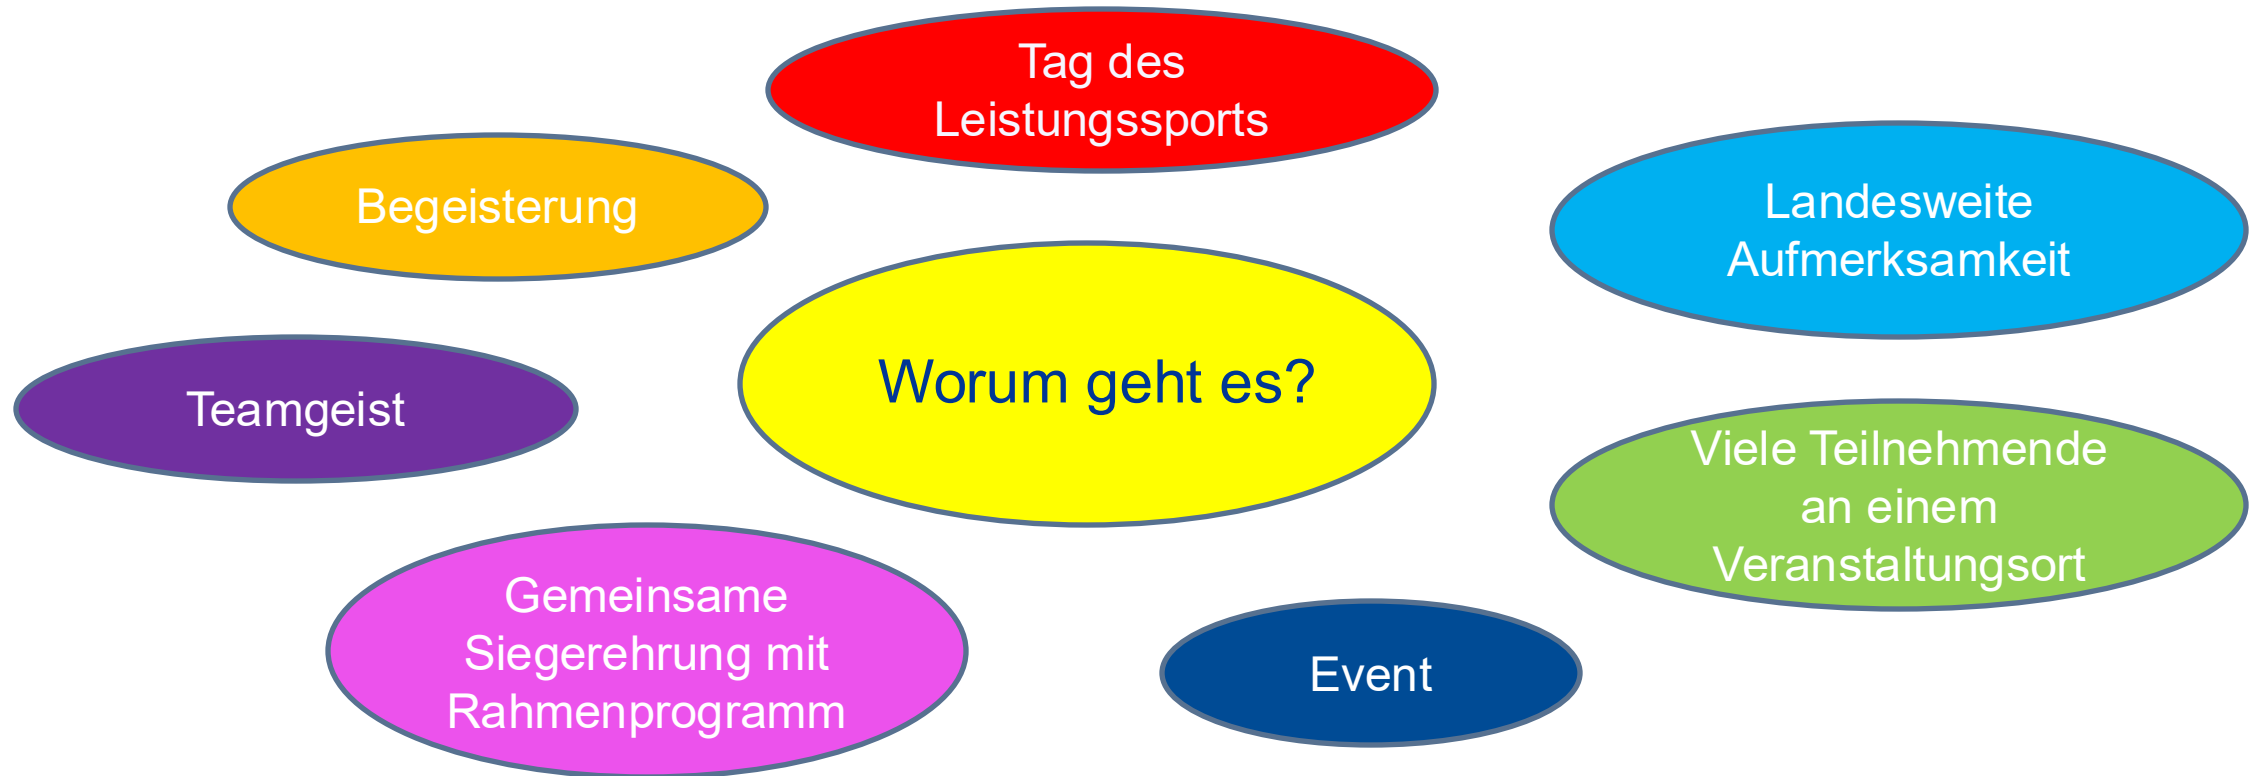 Tag des
Leistungssports
Begeisterung
Landesweite
Aufmerksamkeit
Worum geht es?
Teamgeist
Viele Teilnehmende
an einem
Veranstaltungsort
Gemeinsame
Siegerehrung mit
Rahmenprogramm
Event